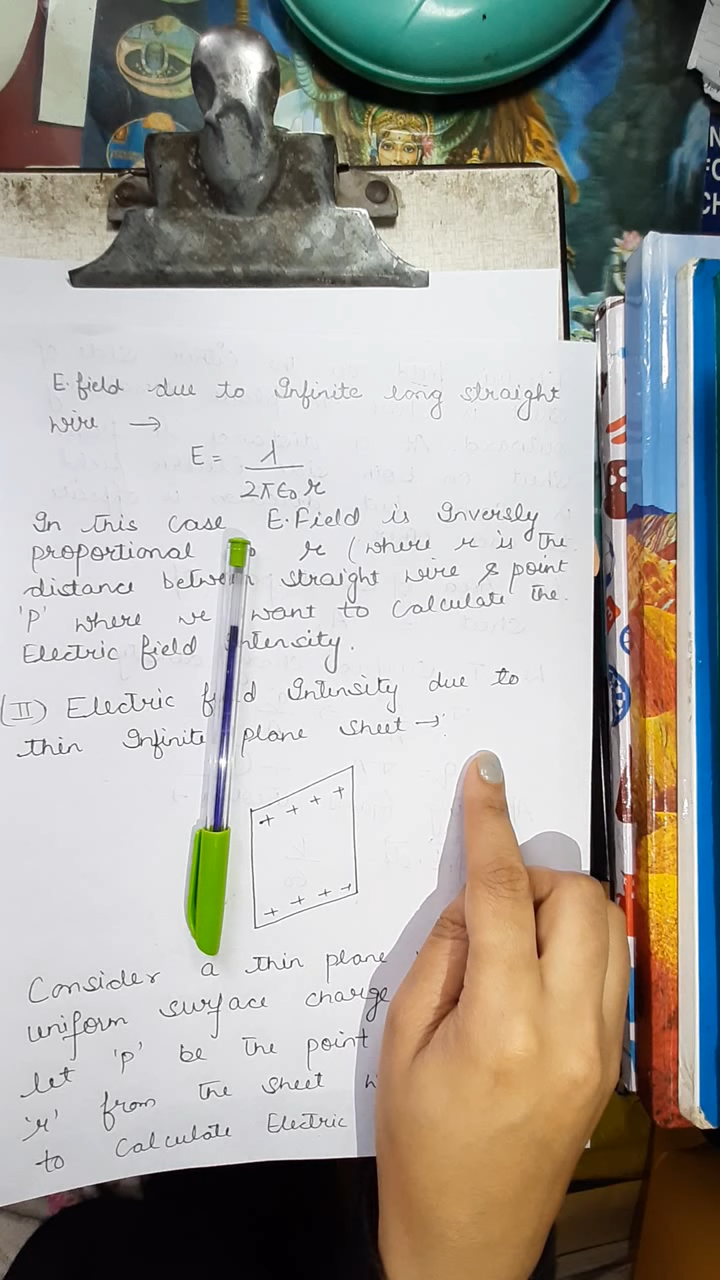 E.field due to Infinite long straight
wire →
E = λ / 2πε₀ r
In this case E.Field is Inversly
proportional r (where r is the
distance between straight wire & point
'P' where we want to calculate the
Electric field Intensity.
(II) Electric field Intensity due to
thin Infinite plane sheet →
+ + + +
+ + + +
Consider a thin plane
uniform surface charge
let 'p' be the point
'r' from the sheet
to calculate Electric